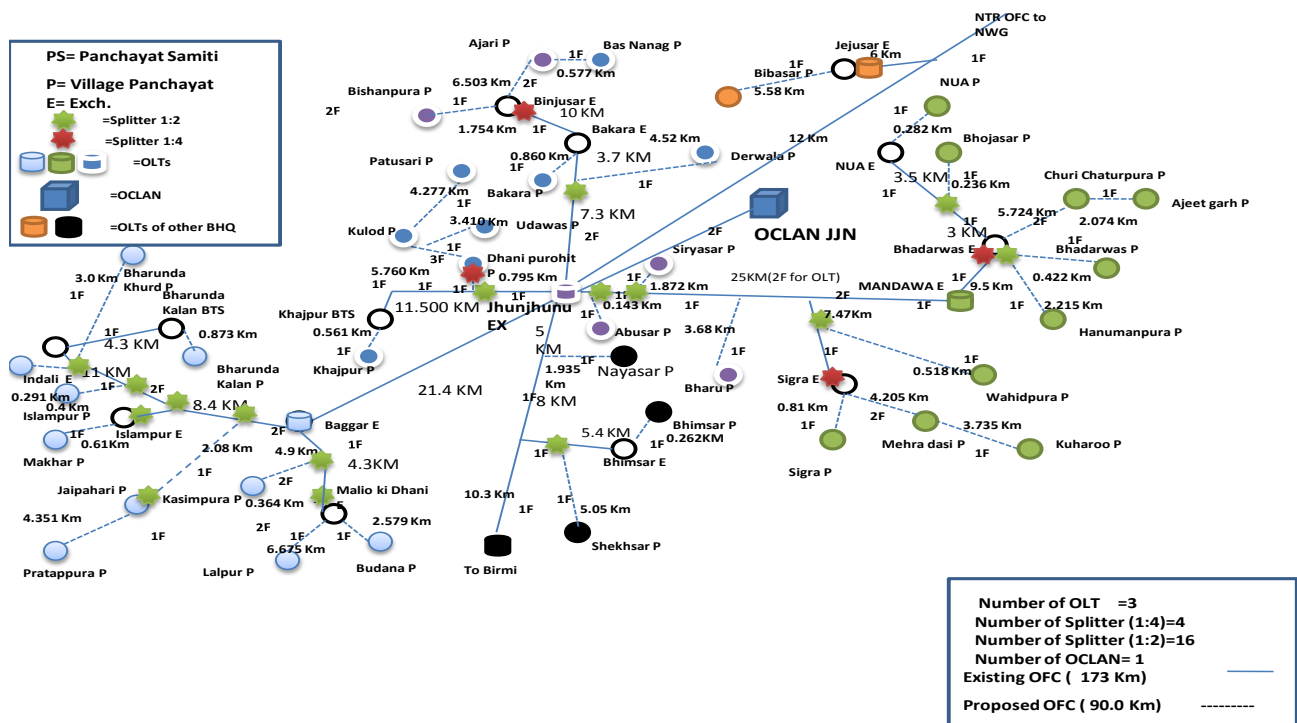 PS= Panchayat Samiti
P= Village Panchayat
E= Exch.
=Splitter 1:2
=Splitter 1:4
=OLTs
=OCLAN
=OLTs of other BHQ
NTR OFC to
NWG
1F
Ajari P
1F
Bas Nanag P
0.577 Km
6.503 Km
2F
Bishanpura P
2F
1F
Binjusar E
1.754 Km
1F
10 KM
Bakara E
0.860 Km
1F
3.7 KM
4.52 Km
Derwala P
1F
Bakara P
7.3 KM
2F
Patusari P
4.277 Km
1F
3.410 Km
Udawas P
Kulod P
1F
3F
Dhani purohit
P
5.760 Km
1F
1F
1F
0.795 Km
1F
11.500 KM
Khajpur BTS
0.561 Km
1F
Khajpur P
Jhunjhunu
EX
Jejusar E
6 Km
1F
Bibasar P
5.58 Km
12 Km
OCLAN JJN
2F
Siryasar P
1F
1.872 Km
1F
0.143 Km
1F
Abusar P
25KM(2F for OLT)
1F
3.68 Km
1F
Bharu P
NUA P
1F
0.282 Km
NUA E
Bhojasar P
1F
0.236 Km
3.5 KM
1F
1F
3 KM
Churi Chaturpura P
1F
Ajeet garh P
5.724 Km
2F
2.074 Km
Bhadarwas E
1F
Bhadarwas P
0.422 Km
1F
9.5 Km
1F
2.215 Km
Hanumanpura P
MANDAWA E
1F
2F
7.47Km
1F
1F
0.518 Km
Wahidpura P
Sigra E
0.81 Km
1F
Sigra P
4.205 Km
2F
Mehra dasi P
3.735 Km
1F
Kuharoo P
5
KM
1F
1.935
Km
Nayasar P
1F
8 KM
Bhimsar P
1F
0.262KM
5.4 KM
1F
Bhimsar E
1F
5.05 Km
Shekhsar P
10.3 Km
1F
To Birmi
21.4 KM
3.0 Km
Bharunda
Khurd P
1F
Bharunda
Kalan BTS
1F
0.873 Km
4.3 KM
Indali E
0.291 Km
11 KM
1F
0.4 Km
2F
Islampur P
Bharunda
Kalan P
8.4 KM
1F
0.61Km
Islampur E
Makhar P
Baggar E
2F
2.08 Km
1F
4.9 Km
1F
4.3KM
Jaipahari P
Kasimpura P
4.351 Km
1F
Pratappura P
2F
0.364 Km
Malio ki Dhani
E
2F
1F
1F
2.579 Km
6.675 Km
Lalpur P
Budana P
Number of OLT =3
Number of Splitter (1:4)=4
Number of Splitter (1:2)=16
Number of OCLAN= 1
Existing OFC ( 173 Km)
Proposed OFC ( 90.0 Km) ---------